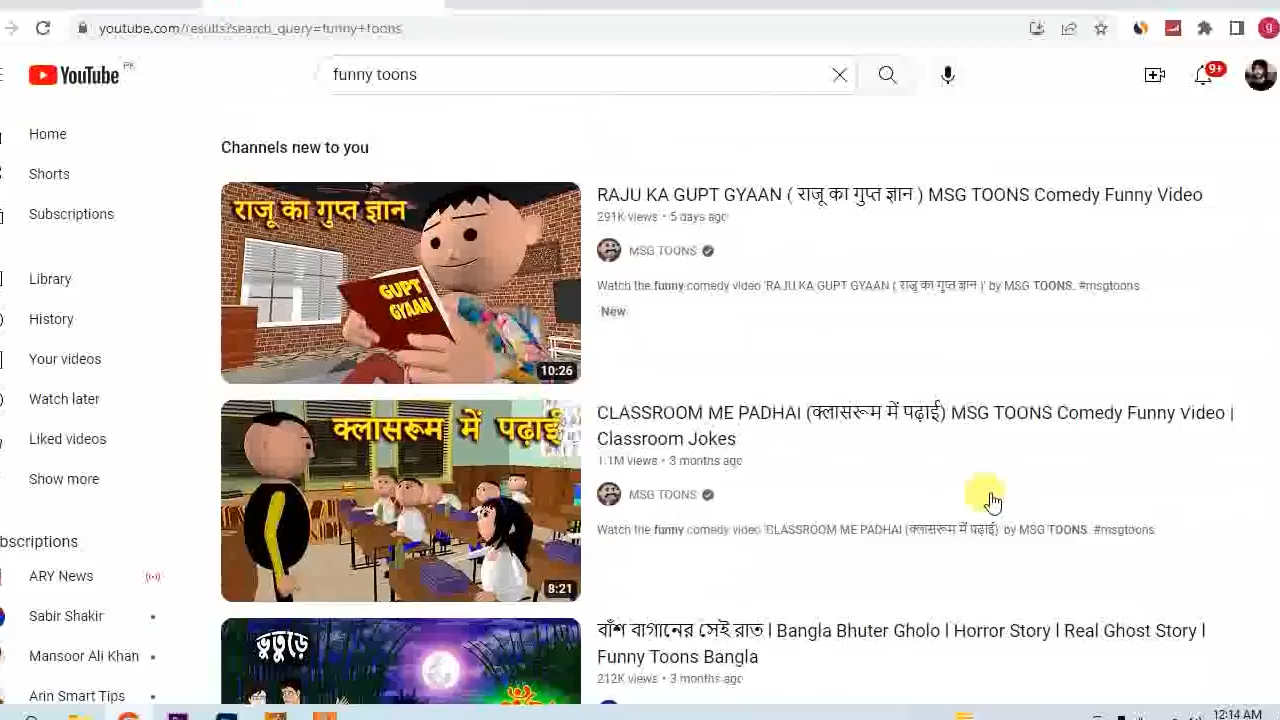 youtube.com/results?search_query=funny+toons
YouTube PK
funny toons
9+
g
Home
Shorts
Subscriptions
Library
History
Your videos
Watch later
Liked videos
Show more
bscriptions
ARY News
Sabir Shakir
Mansoor Ali Khan
Arin Smart Tips
Channels new to you
राजू का गुप्त ज्ञान
GUPT
GYAAN
10:26
RAJU KA GUPT GYAAN ( राजू का गुप्त ज्ञान ) MSG TOONS Comedy Funny Video
291K views • 5 days ago
MSG TOONS
Watch the funny comedy video 'RAJU KA GUPT GYAAN ( राजू का गुप्त ज्ञान )' by MSG TOONS. #msgtoons
New
क्लासरूम में पढ़ाई
8:21
CLASSROOM ME PADHAI (क्लासरूम में पढ़ाई) MSG TOONS Comedy Funny Video |
Classroom Jokes
1.1M views • 3 months ago
MSG TOONS
Watch the funny comedy video 'CLASSROOM ME PADHAI (क्लासरूम में पढ़ाई)' by MSG TOONS. #msgtoons
ভুতুড়ে
বাঁশ বাগানের সেই রাত l Bangla Bhuter Gholo l Horror Story l Real Ghost Story l
Funny Toons Bangla
212K views • 3 months ago
12:14 AM